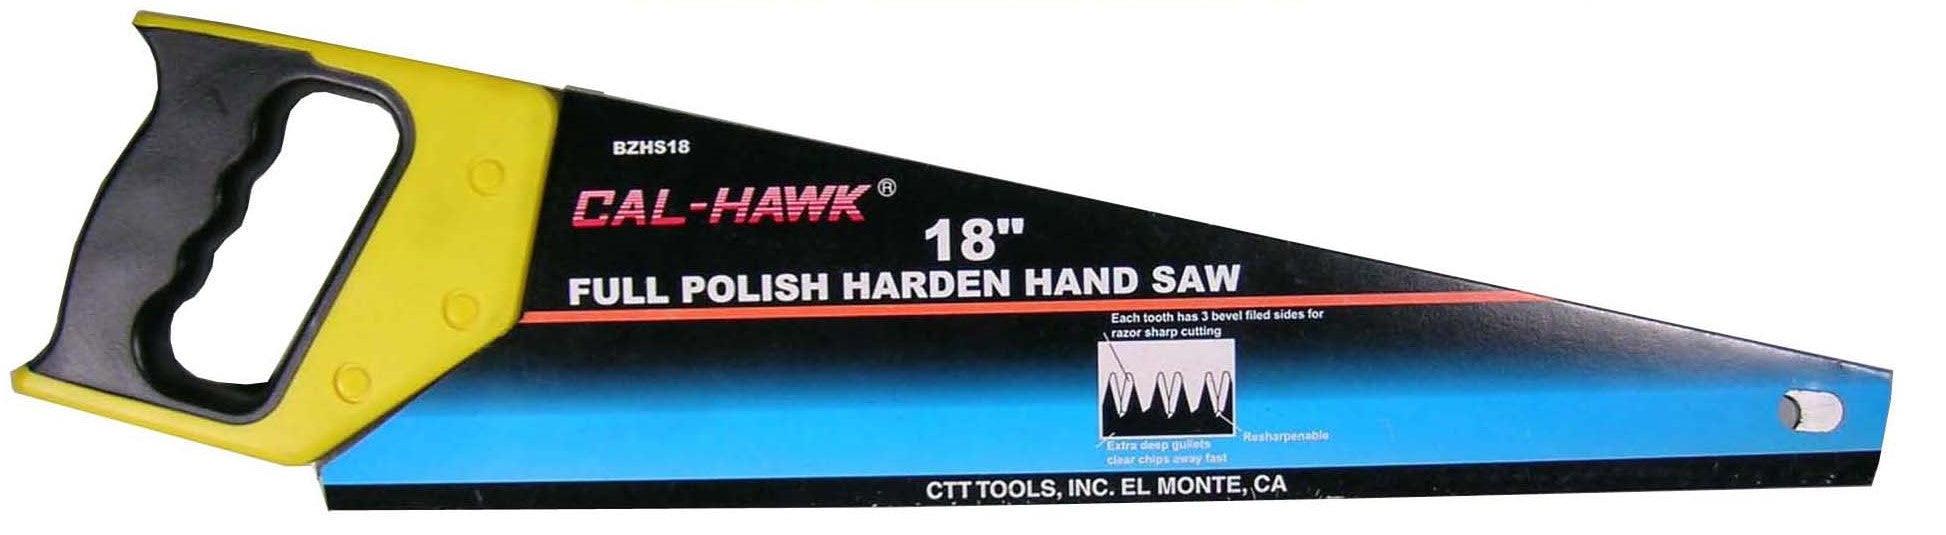 BZHS18
CAL-HAWK®
18"
FULL POLISH HARDEN HAND SAW
Each tooth has 3 bevel filed sides for
razor sharp cutting
Resharpenable
Extra deep gullets
clear chips away fast
CTT TOOLS, INC. EL MONTE, CA